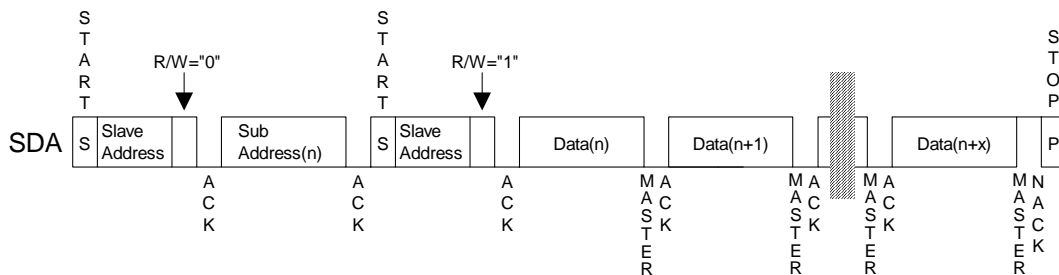 START
R/W="0"
START
R/W="1"
STOP
SDA
S
Slave
Address
Sub
Address(n)
S
Slave
Address
Data(n)
Data(n+1)
Data(n+x)
P
ACK
ACK
ACK
MASTER
ACK
MASTER
ACK
MASTER
ACK
MASTER
NACK